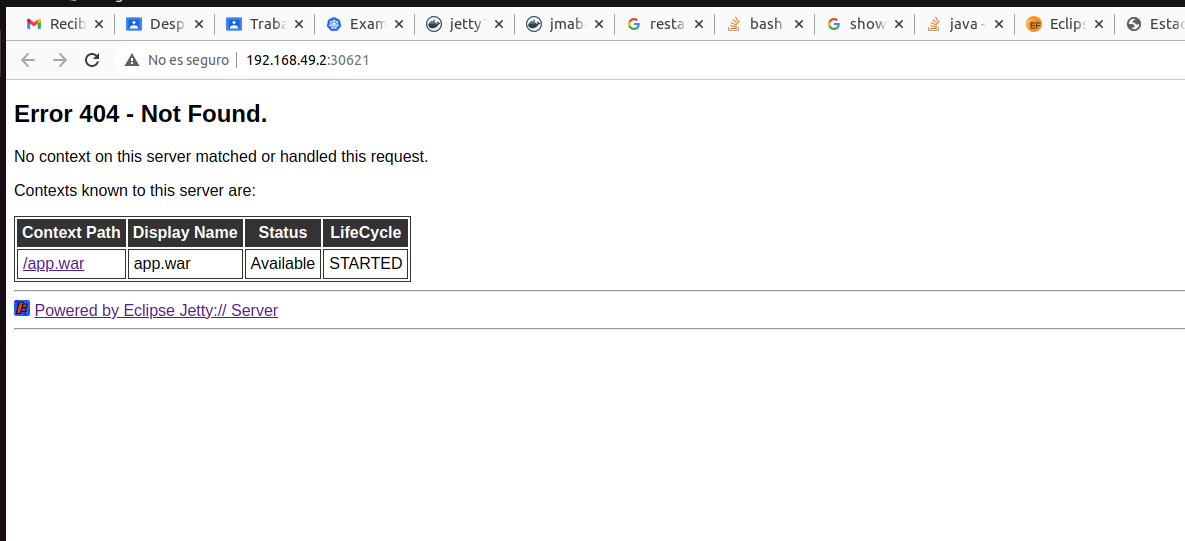 Recib Desp Traba Exam jetty jmab resta bash show java - Eclip Estac
No es seguro 192.168.49.2:30621
Error 404 - Not Found.
No context on this server matched or handled this request.
Contexts known to this server are:
Context Path Display Name Status LifeCycle
/app.war app.war Available STARTED
Powered by Eclipse Jetty:// Server